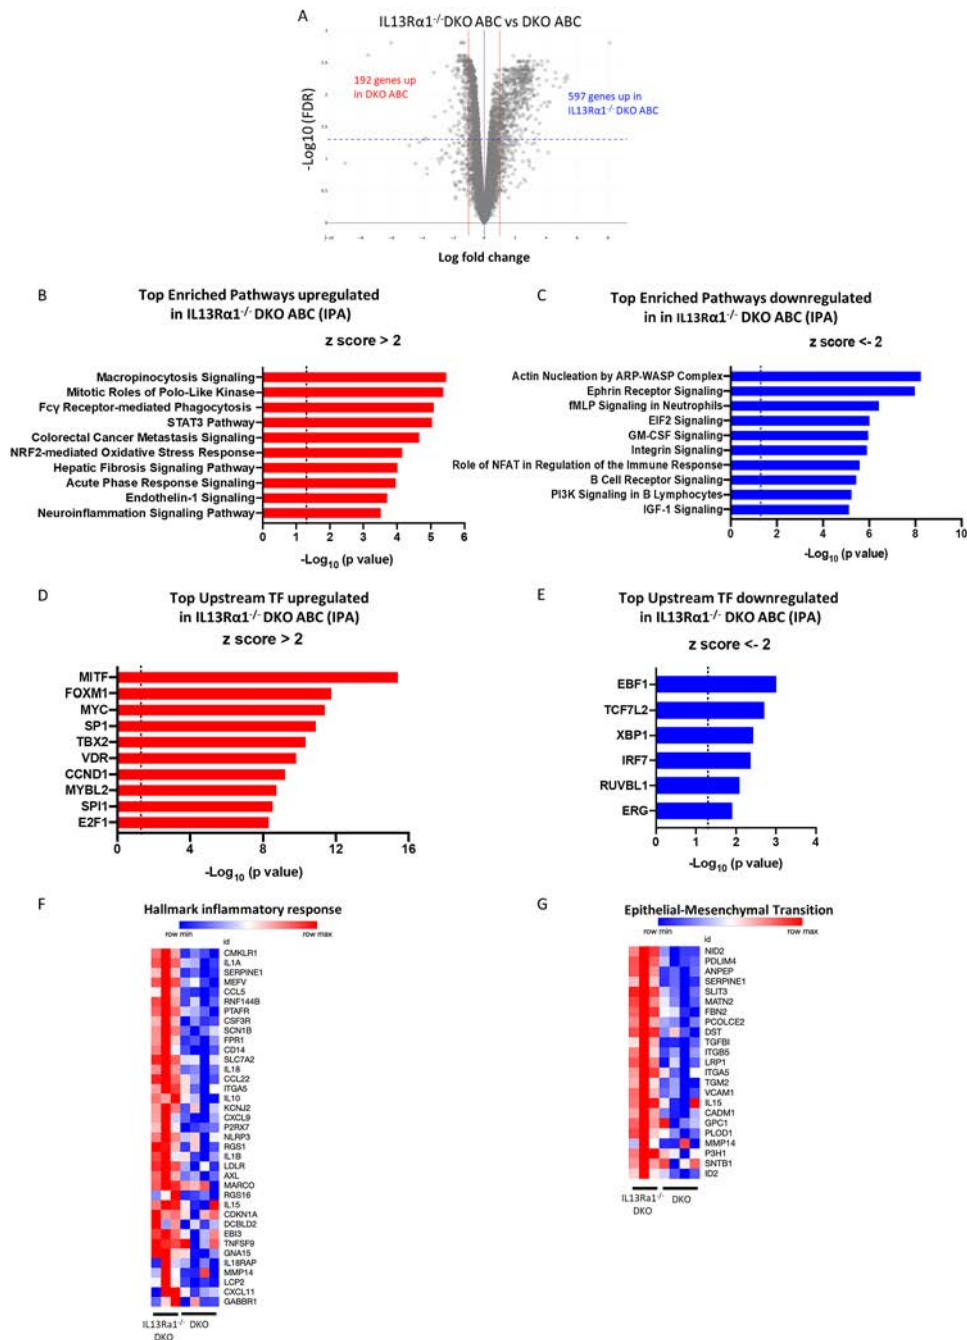 A
IL13Rα1-/-DKO ABC vs DKO ABC
192 genes up
in DKO ABC
597 genes up in
IL13Rα1-/- DKO ABC
-Log10 (FDR)
Log fold change
B
Top Enriched Pathways upregulated
in IL13Rα1-/- DKO ABC (IPA)
z score > 2
Macropinocytosis Signaling
Mitotic Roles of Polo-Like Kinase
Fcγ Receptor-mediated Phagocytosis
STAT3 Pathway
Colorectal Cancer Metastasis Signaling
NRF2-mediated Oxidative Stress Response
Hepatic Fibrosis Signaling Pathway
Acute Phase Response Signaling
Endothelin-1 Signaling
Neuroinflammation Signaling Pathway
0 1 2 3 4 5 6
-Log10 (p value)
C
Top Enriched Pathways downregulated
in in IL13Rα1-/- DKO ABC (IPA)
z score <- 2
Actin Nucleation by ARP-WASP Complex
Ephrin Receptor Signaling
fMLP Signaling in Neutrophils
EIF2 Signaling
GM-CSF Signaling
Integrin Signaling
Role of NFAT in Regulation of the Immune Response
B Cell Receptor Signaling
PI3K Signaling in B Lymphocytes
IGF-1 Signaling
0 2 4 6 8 10
-Log10 (p value)
D
Top Upstream TF upregulated
in IL13Rα1-/- DKO ABC (IPA)
z score > 2
MITF
FOXM1
MYC
SP1
TBX2
VDR
CCND1
MYBL2
SPI1
E2F1
0 4 8 12 16
-Log10 (p value)
E
Top Upstream TF downregulated
in IL13Rα1-/- DKO ABC (IPA)
z score <- 2
EBF1
TCF7L2
XBP1
IRF7
RUVBL1
ERG
0 1 2 3 4
-Log10 (p value)
F
Hallmark inflammatory response
row min row max
id
CMKLR1
IL1A
SERPINE1
MEFV
CCL5
RNF144B
PTAFR
CSF3R
SCN1B
FPR1
CD14
SLC7A2
IL18
CCL22
ITGA5
IL10
KCNJ2
CXCL9
P2RX7
NLRP3
RGS1
IL1B
LDLR
AXL
MARCO
RGS16
IL15
CDKN1A
DCBLD2
EBI3
TNFSF9
GNA15
IL18RAP
MMP14
LCP2
CXCL11
GABBR1
IL13Ra1-/- DKO
DKO
G
Epithelial-Mesenchymal Transition
row min row max
id
NID2
PDLIM4
ANPEP
SERPINE1
SLIT3
MATN2
FBN2
PCOLCE2
DST
TGFBI
ITGB5
LRP1
ITGA5
TGM2
VCAM1
IL15
CADM1
GPC1
PLOD1
MMP14
P3H1
SNTB1
ID2
IL13Ra1-/- DKO
DKO